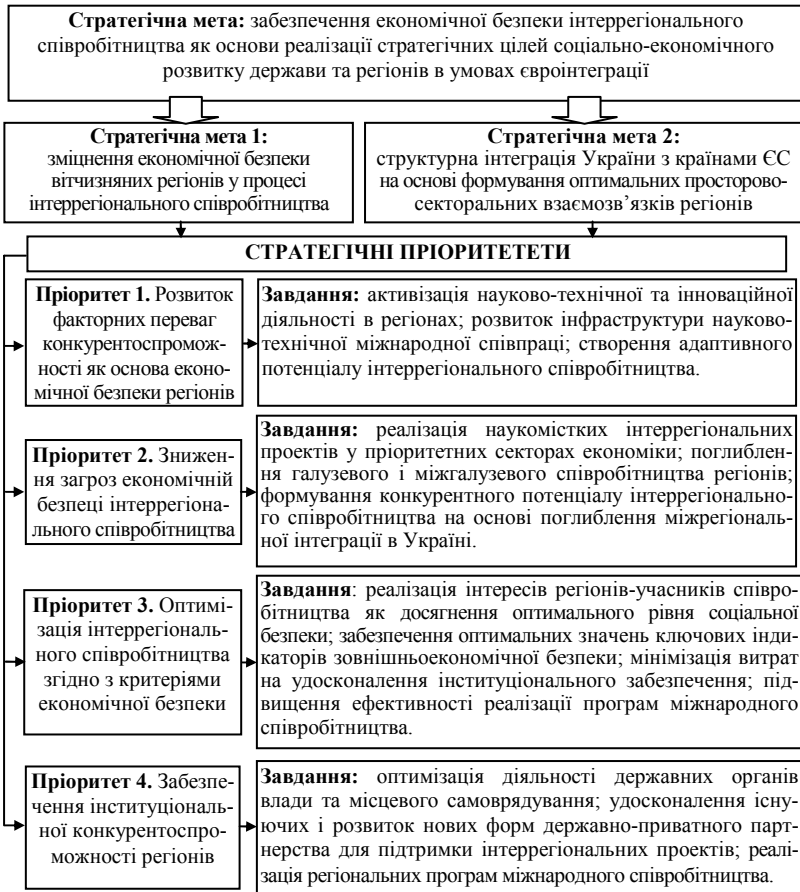 Стратегічна мета: забезпечення економічної безпеки інтеррегіонального
співробітництва як основи реалізації стратегічних цілей соціально-економічного
розвитку держави та регіонів в умовах євроінтеграції
Стратегічна мета 1:
зміцнення економічної безпеки
вітчизняних регіонів у процесі
інтеррегіонального співробітництва
Стратегічна мета 2:
структурна інтеграція України з країнами ЄС
на основі формування оптимальних просторово-
секторальних взаємозв’язків регіонів
СТРАТЕГІЧНІ ПРІОРИТЕТЕТИ
Пріоритет 1. Розвиток
факторних переваг
конкурентоспромож-
ності як основа еконо-
мічної безпеки регіонів
Завдання: активізація науково-технічної та інноваційної
діяльності в регіонах; розвиток інфраструктури науково-
технічної міжнародної співпраці; створення адаптивного
потенціалу інтеррегіонального співробітництва.
Пріоритет 2. Знижен-
ня загроз економічній
безпеці інтеррегіона-
льного співробітництва
Завдання: реалізація наукомістких інтеррегіональних
проектів у пріоритетних секторах економіки; поглиблен-
ня галузевого і міжгалузевого співробітництва регіонів;
формування конкурентного потенціалу інтеррегіонально-
го співробітництва на основі поглиблення міжрегіональ-
ної інтеграції в Україні.
Пріоритет 3. Оптимі-
зація інтеррегіональ-
ного співробітництва
згідно з критеріями
економічної безпеки
Завдання: реалізація інтересів регіонів-учасників співро-
бітництва як досягнення оптимального рівня соціальної
безпеки; забезпечення оптимальних значень ключових інди-
каторів зовнішньоекономічної безпеки; мінімізація витрат
на удосконалення інституціонального забезпечення; під-
вищення ефективності реалізації програм міжнародного
співробітництва.
Пріоритет 4. Забезпе-
чення інституціональ-
ної конкурентоспро-
можності регіонів
Завдання: оптимізація діяльності державних органів
влади та місцевого самоврядування; удосконалення існу-
ючих і розвиток нових форм державно-приватного парт-
нерства для підтримки інтеррегіональних проектів; реалі-
зація регіональних програм міжнародного співробітництва.